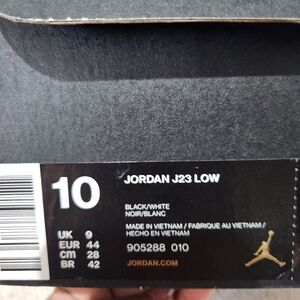 10
JORDAN J23 LOW
BLACK/WHITE
NOIR/BLANC
MADE IN VIETNAM / FABRIQUE AU VIETNAM /
HECHO EN VIETNAM
905288 010
JORDAN.COM
UK 9
EUR 44
CM 28
BR 42